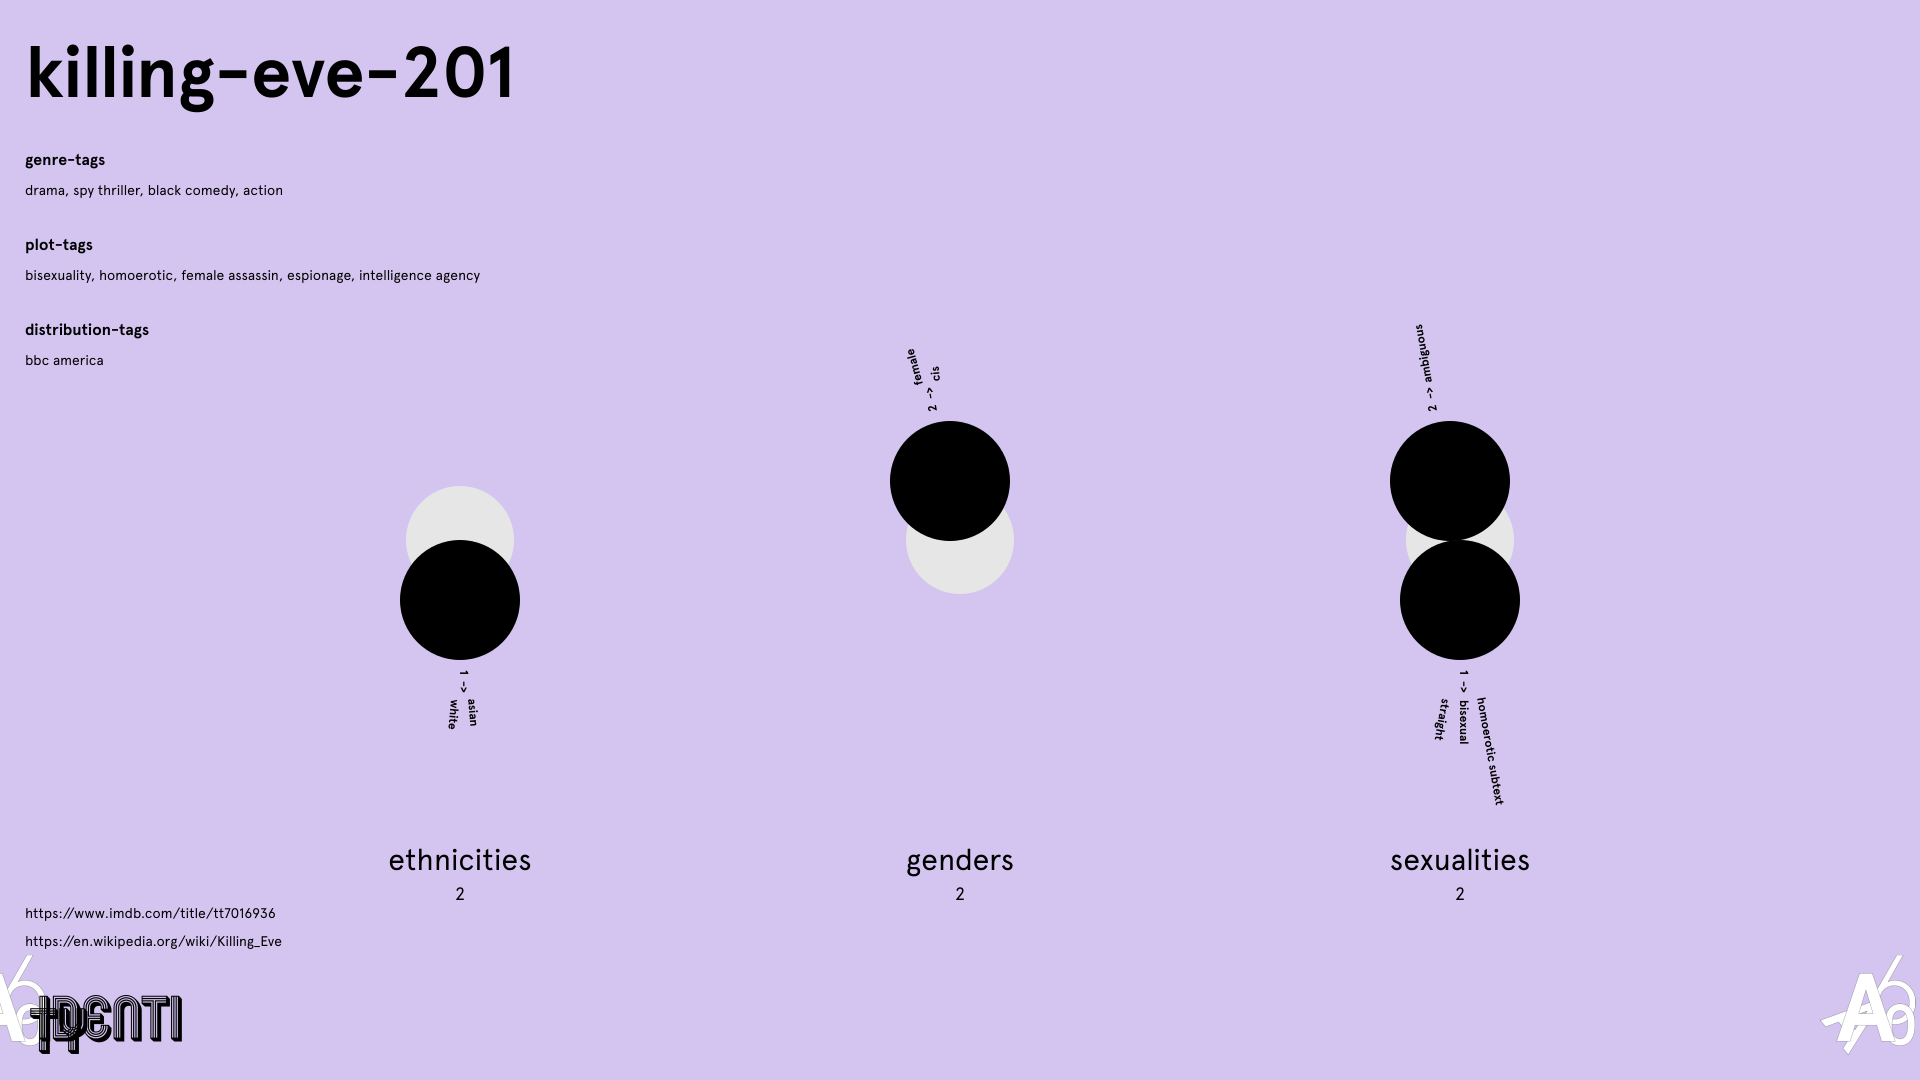 killing-eve-201
genre-tags
drama, spy thriller, black comedy, action
plot-tags
bisexuality, homoerotic, female assassin, espionage, intelligence agency
distribution-tags
bbc america
female
2 -> cis
2 -> ambiguous
1 -> asian
white
1 -> bisexual
straight
homoerotic subtext
ethnicities
2
genders
2
sexualities
2
https://www.imdb.com/title/tt7016936
https://en.wikipedia.org/wiki/Killing_Eve
IDENTI